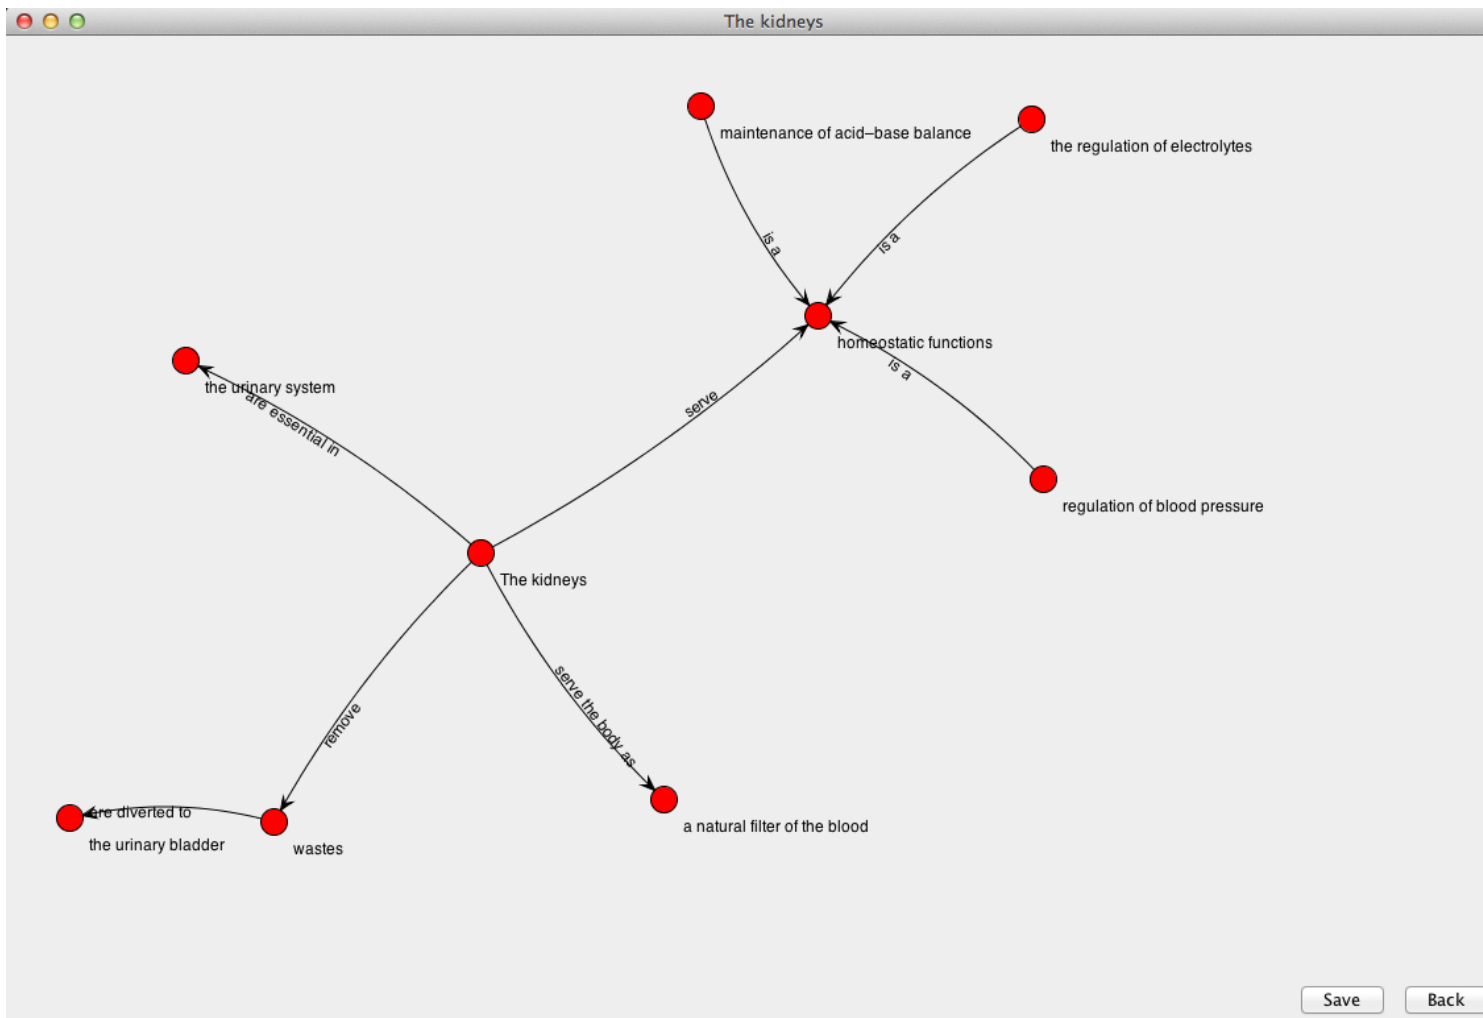 The kidneys
maintenance of acid–base balance
the regulation of electrolytes
is a
is a
homeostatic functions
is a
the urinary system
are essential in
serve
regulation of blood pressure
The kidneys
serve the body as
remove
are diverted to
a natural filter of the blood
the urinary bladder
wastes
Save
Back